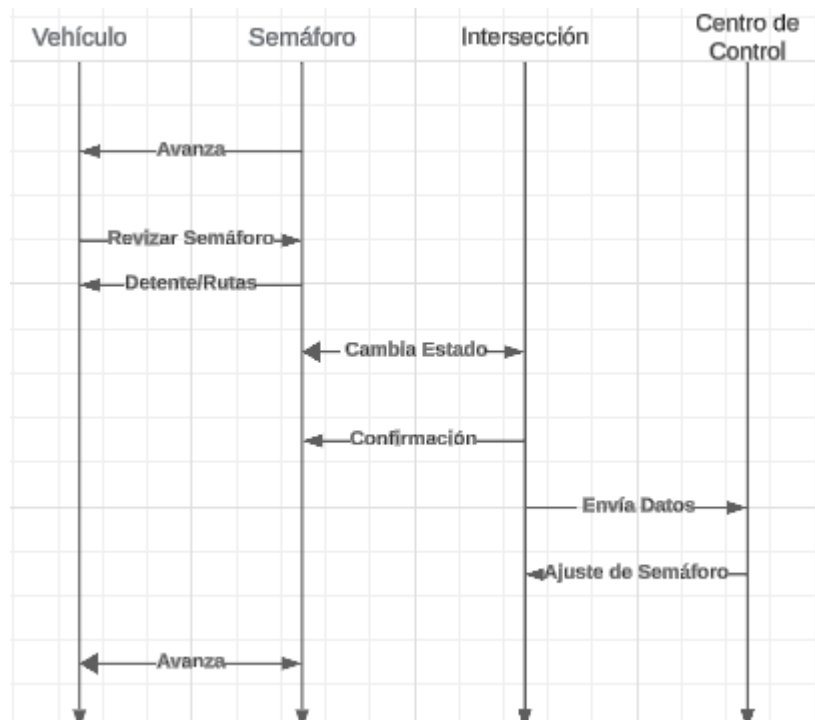 Vehículo
Semáforo
Intersección
Centro de
Control
Avanza
Revizar Semáforo
Detente/Rutas
Cambia Estado
Confirmación
Envía Datos
Ajuste de Semáforo
Avanza